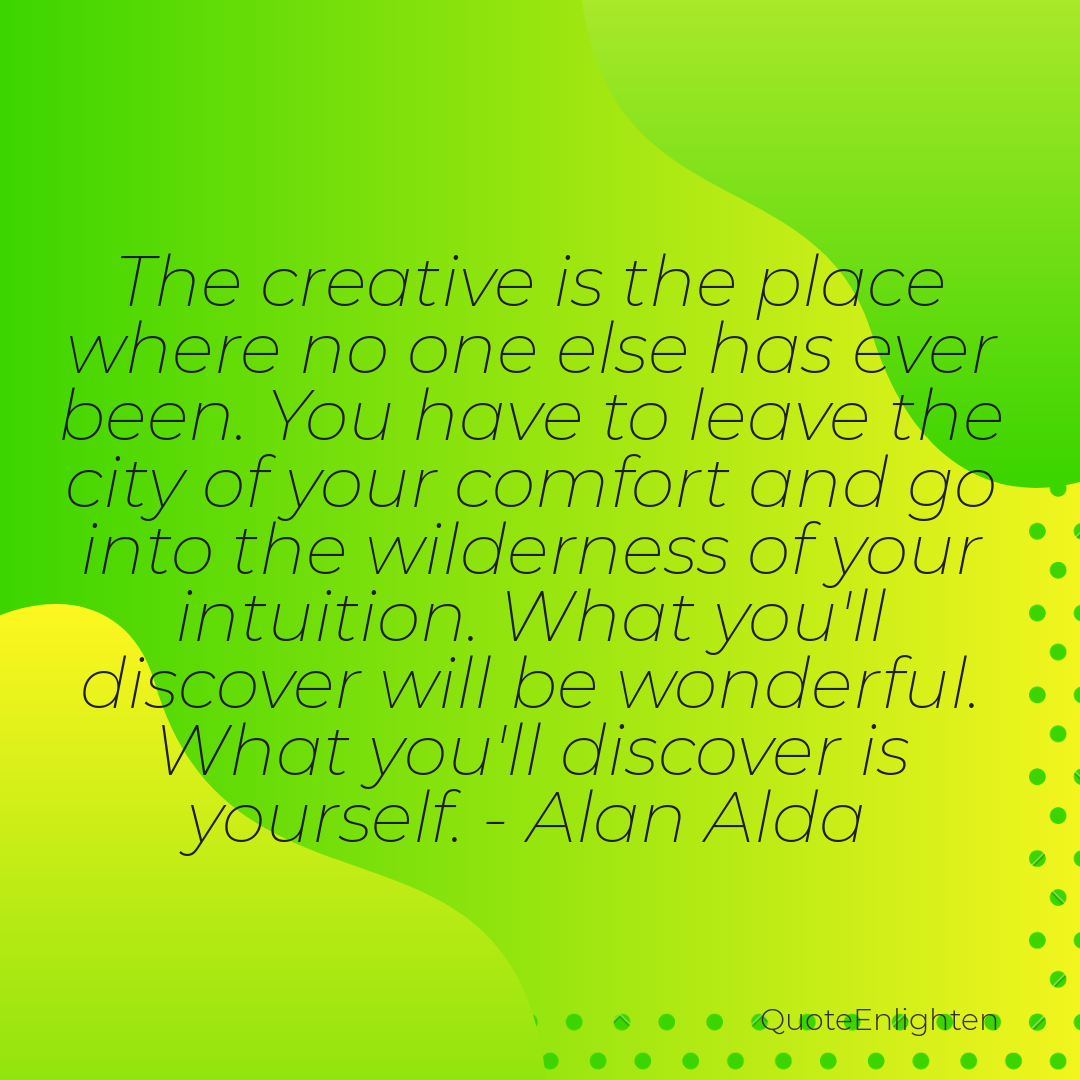 The creative is the place
where no one else has ever
been. You have to leave the
city of your comfort and go
into the wilderness of your
intuition. What you'll
discover will be wonderful.
What you'll discover is
yourself. - Alan Alda
QuoteEnlighten